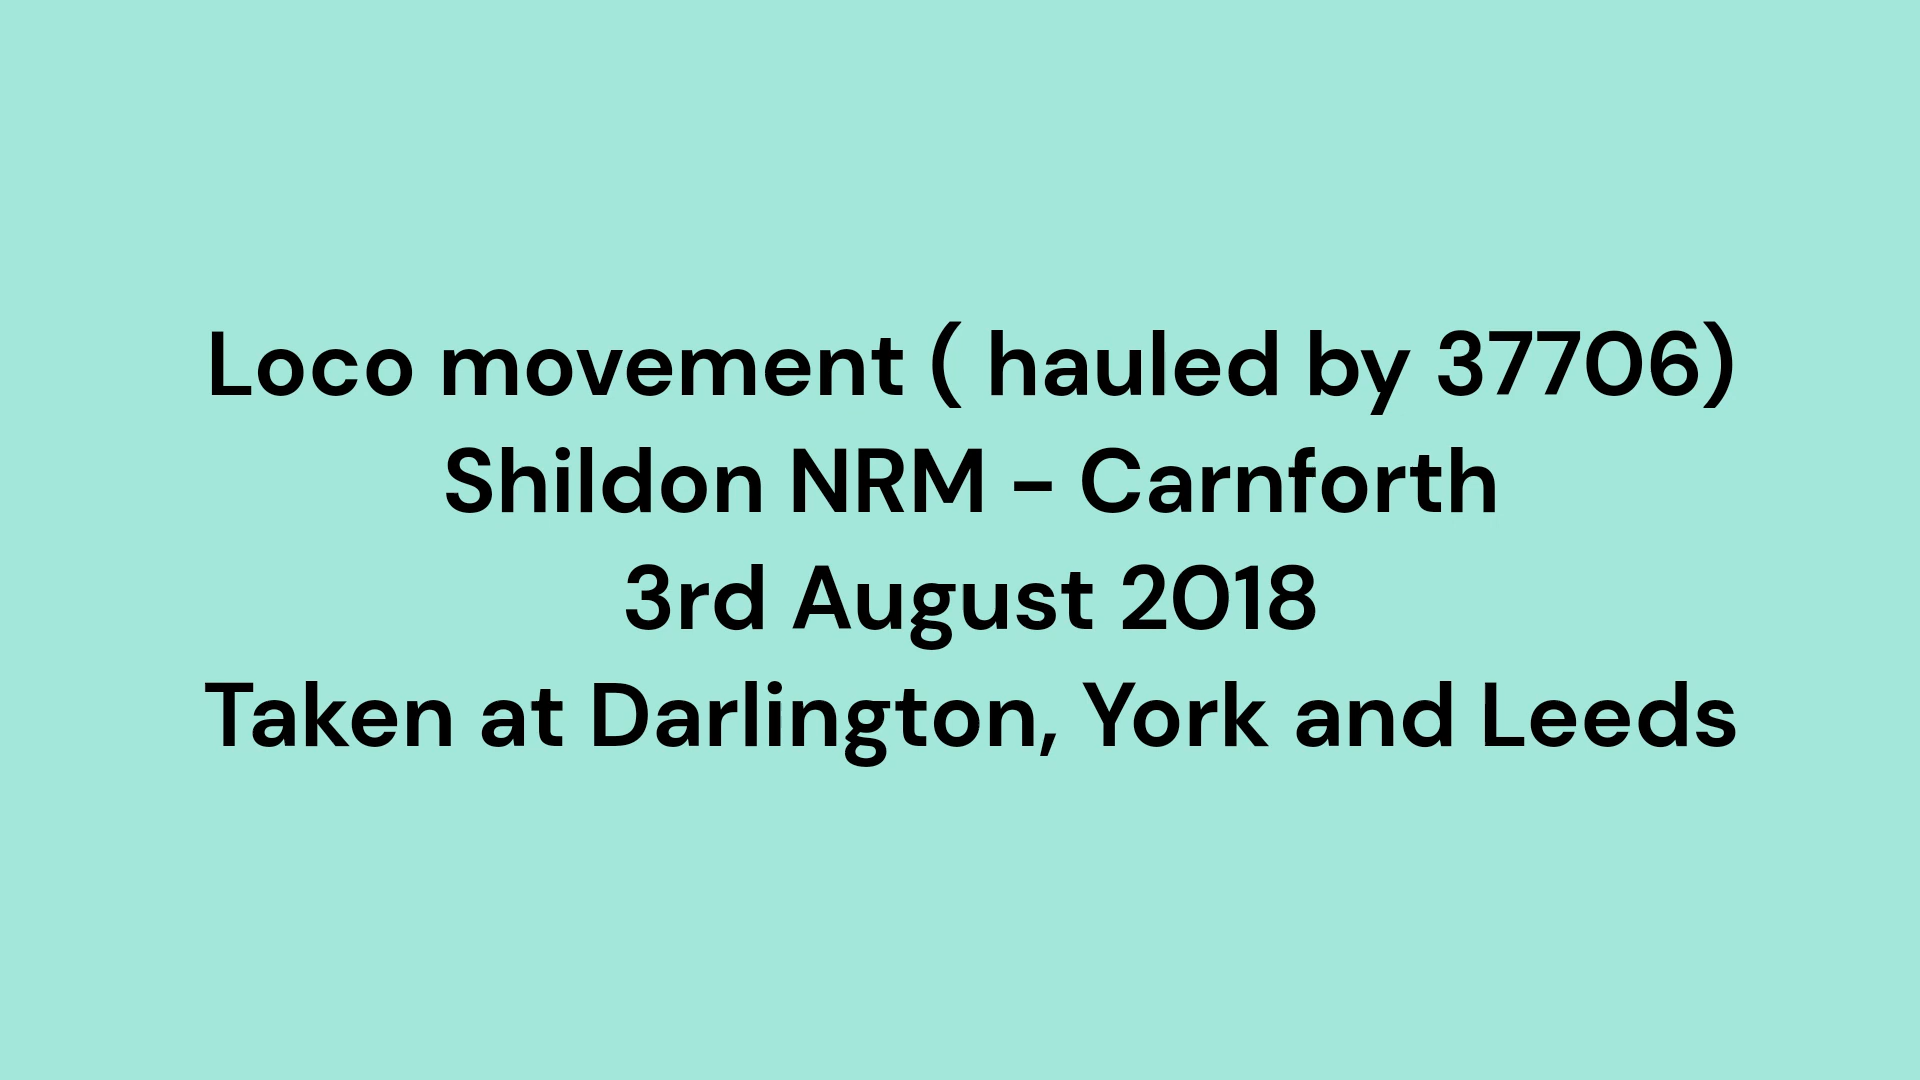 Loco movement ( hauled by 37706)
Shildon NRM - Carnforth
3rd August 2018
Taken at Darlington, York and Leeds